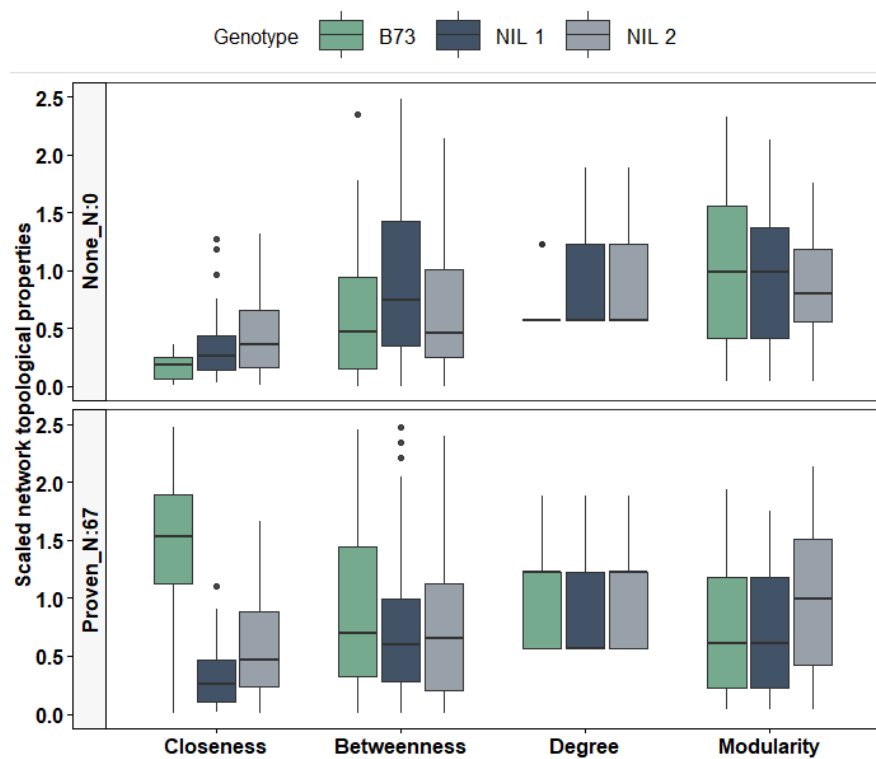 Genotype B73 NIL 1 NIL 2
Scaled network topological properties
None_N:0
2.5
2.0
1.5
1.0
0.5
0.0
Proven_N:67
2.5
2.0
1.5
1.0
0.5
0.0
Closeness Betweenness Degree Modularity